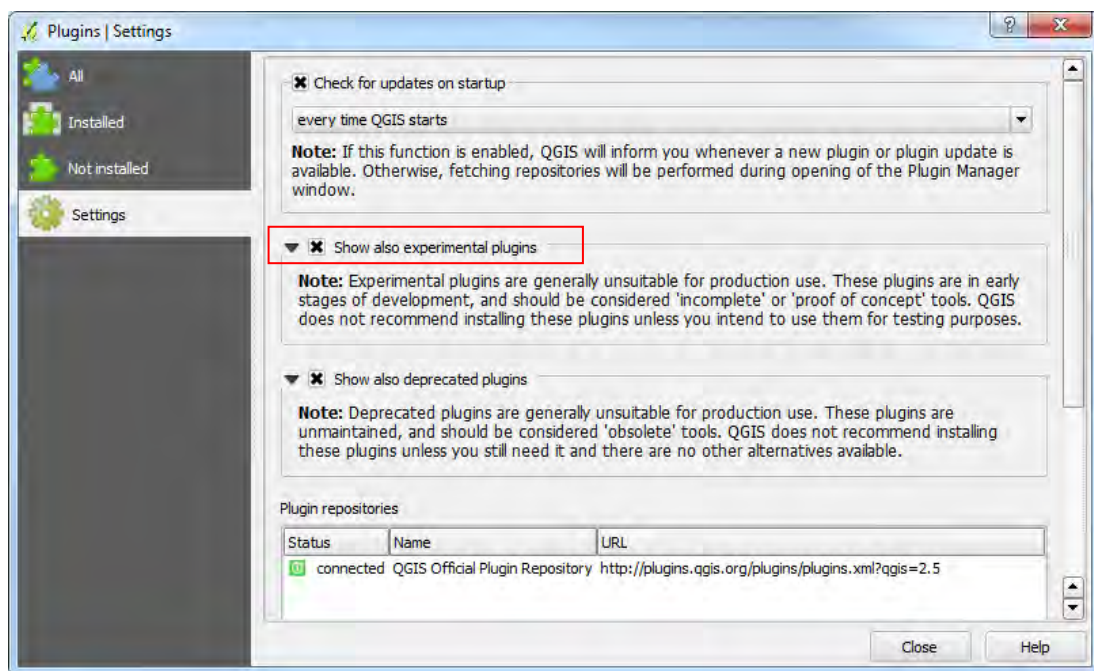 Plugins | Settings
All
Installed
Not installed
Settings
Check for updates on startup
every time QGIS starts
Note: If this function is enabled, QGIS will inform you whenever a new plugin or plugin update is
available. Otherwise, fetching repositories will be performed during opening of the Plugin Manager
window.
Show also experimental plugins
Note: Experimental plugins are generally unsuitable for production use. These plugins are in early
stages of development, and should be considered 'incomplete' or 'proof of concept' tools. QGIS
does not recommend installing these plugins unless you intend to use them for testing purposes.
Show also deprecated plugins
Note: Deprecated plugins are generally unsuitable for production use. These plugins are
unmaintained, and should be considered 'obsolete' tools. QGIS does not recommend installing
these plugins unless you still need it and there are no other alternatives available.
Plugin repositories
Status Name URL
connected QGIS Official Plugin Repository http://plugins.qgis.org/plugins/plugins.xml?qgis=2.5
Close Help